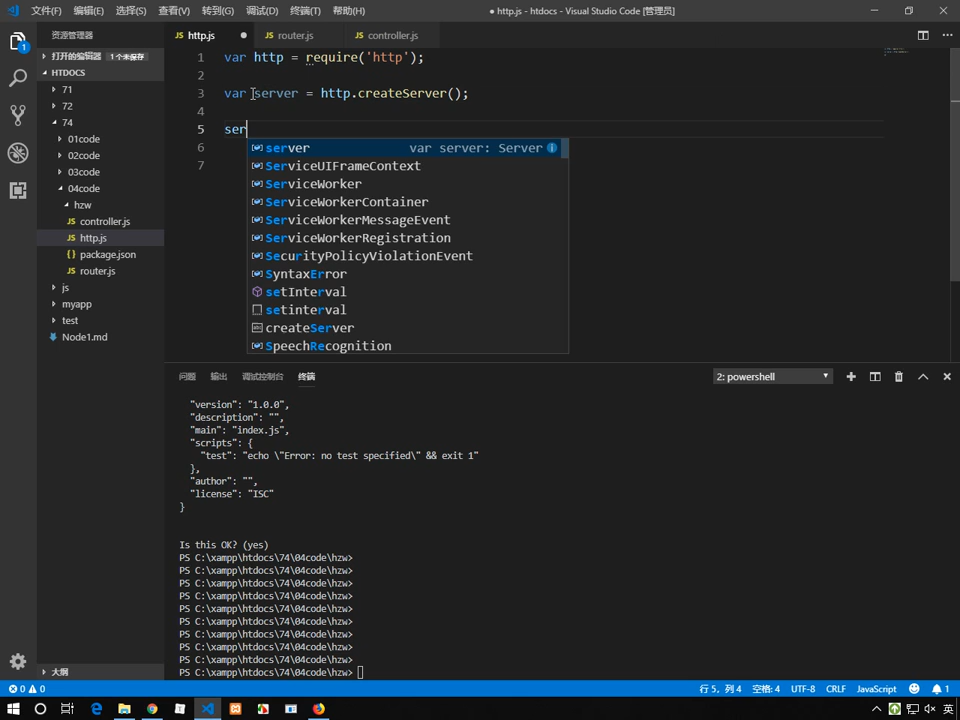 文件(F) 编辑(E) 选择(S) 查看(V) 转到(G) 调试(D) 终端(T) 帮助(H) ● http.js - htdocs - Visual Studio Code [管理员]
资源管理器
打开的编辑器 1 个未保存
HTDOCS
71
72
74
01code
02code
03code
04code
hzw
JS controller.js
JS http.js
{} package.json
JS router.js
js
myapp
test
Node1.md
大纲
1
JS http.js ● JS router.js JS controller.js
1 var http = require('http');
2
3 var server = http.createServer();
4
5 ser
6
7
server var server: Server
ServiceUIFrameContext
ServiceWorker
ServiceWorkerContainer
ServiceWorkerMessageEvent
ServiceWorkerRegistration
SecurityPolicyViolationEvent
SyntaxError
setInterval
setinterval
abc createServer
SpeechRecognition
问题 输出 调试控制台 终端 2: powershell
"version": "1.0.0",
"description": "",
"main": "index.js",
"scripts": {
"test": "echo \"Error: no test specified\" && exit 1"
},
"author": "",
"license": "ISC"
}
Is this OK? (yes)
PS C:\xampp\htdocs\74\04code\hzw>
PS C:\xampp\htdocs\74\04code\hzw>
PS C:\xampp\htdocs\74\04code\hzw>
PS C:\xampp\htdocs\74\04code\hzw>
PS C:\xampp\htdocs\74\04code\hzw>
PS C:\xampp\htdocs\74\04code\hzw>
PS C:\xampp\htdocs\74\04code\hzw>
PS C:\xampp\htdocs\74\04code\hzw>
PS C:\xampp\htdocs\74\04code\hzw>
PS C:\xampp\htdocs\74\04code\hzw>
0 0 行 5，列 4 空格: 4 UTF-8 CRLF JavaScript 1
英